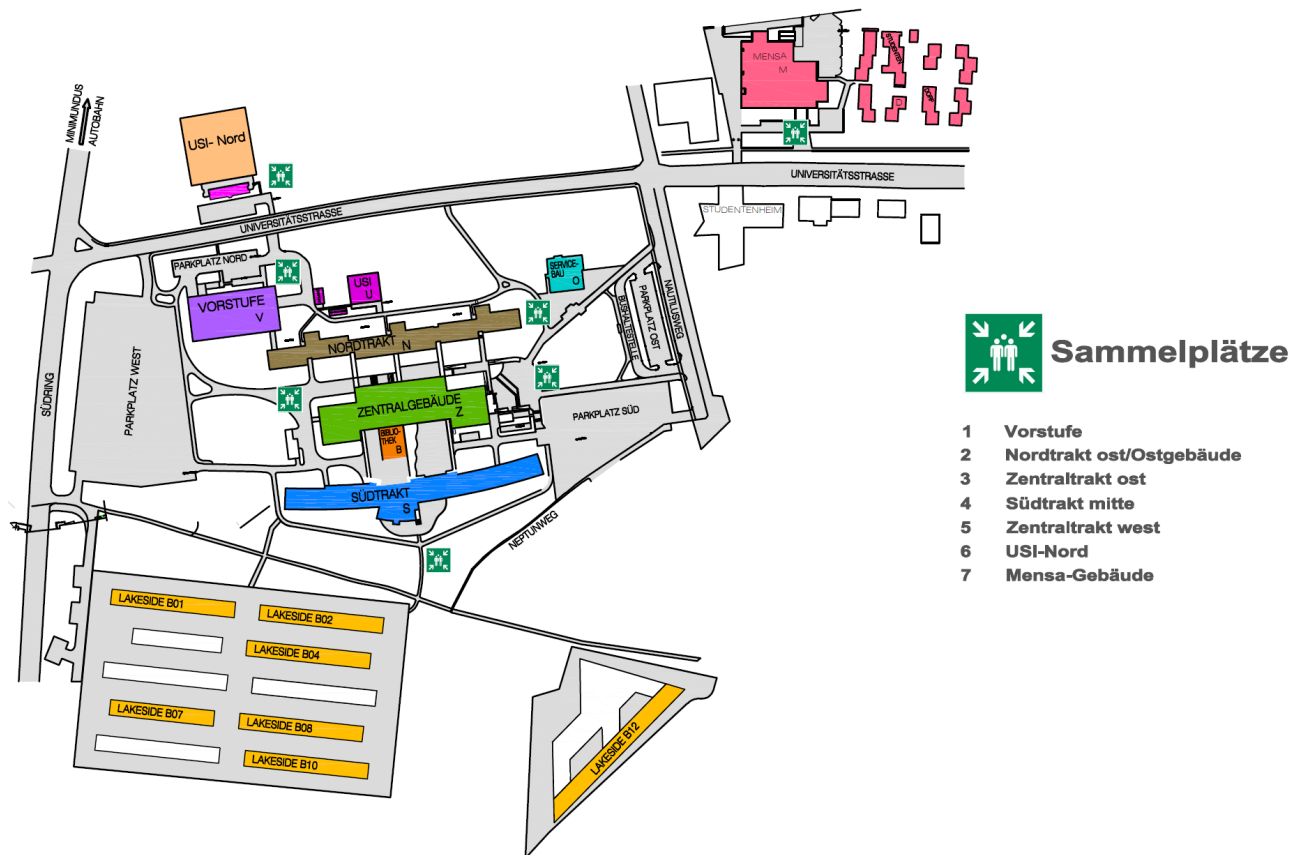 MENSA
M
STUDENTEN
DORF
D
MINIMUNDUS
AUTOBAHN
USI- Nord
UNIVERSITÄTSSTRASSE
UNIVERSITÄTSSTRASSE
STUDENTENHEIM
PARKPLATZ NORD
SERVICE-
BAU
O
USI
U
VORSTUFE
V
NORDTRAKT
N
BUSHALTESTELLE
PARKPLATZ OST
NAUTILUSWEG
SÜDRING
PARKPLATZ WEST
ZENTRALGEBÄUDE
Z
BIBLIO-
THEK
B
PARKPLATZ SÜD
SÜDTRAKT
S
NEPTUNWEG
LAKESIDE B01
LAKESIDE B02
LAKESIDE B04
LAKESIDE B07
LAKESIDE B08
LAKESIDE B10
LAKESIDE B12
Sammelplätze
1 Vorstufe
2 Nordtrakt ost/Ostgebäude
3 Zentraltrakt ost
4 Südtrakt mitte
5 Zentraltrakt west
6 USI-Nord
7 Mensa-Gebäude